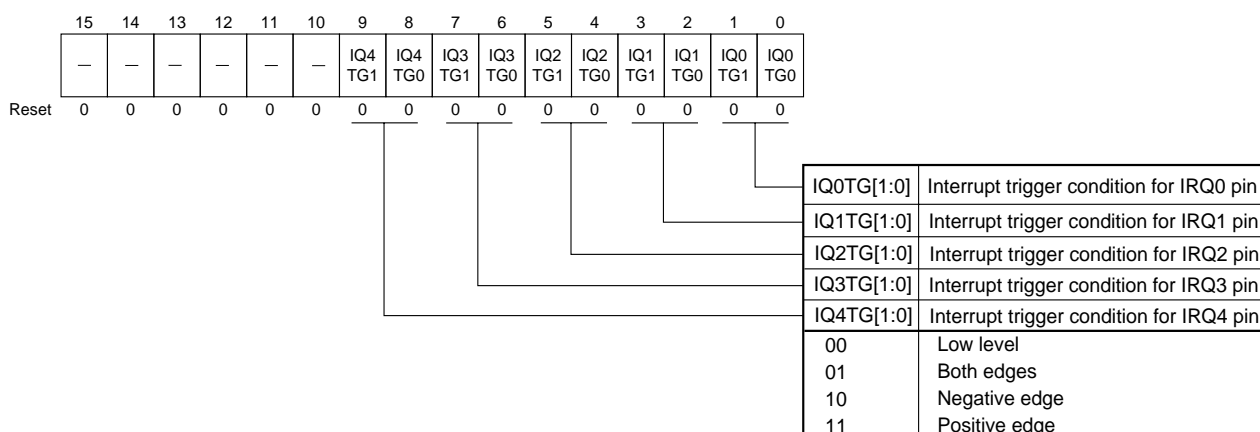 15 14 13 12 11 10 9 8 7 6 5 4 3 2 1 0
— — — — — — IQ4 IQ4 IQ3 IQ3 IQ2 IQ2 IQ1 IQ1 IQ0 IQ0
TG1 TG0 TG1 TG0 TG1 TG0 TG1 TG0 TG1 TG0
Reset 0 0 0 0 0 0 0 0 0 0 0 0 0 0 0 0
IQ0TG[1:0] Interrupt trigger condition for IRQ0 pin
IQ1TG[1:0] Interrupt trigger condition for IRQ1 pin
IQ2TG[1:0] Interrupt trigger condition for IRQ2 pin
IQ3TG[1:0] Interrupt trigger condition for IRQ3 pin
IQ4TG[1:0] Interrupt trigger condition for IRQ4 pin
00 Low level
01 Both edges
10 Negative edge
11 Positive edge